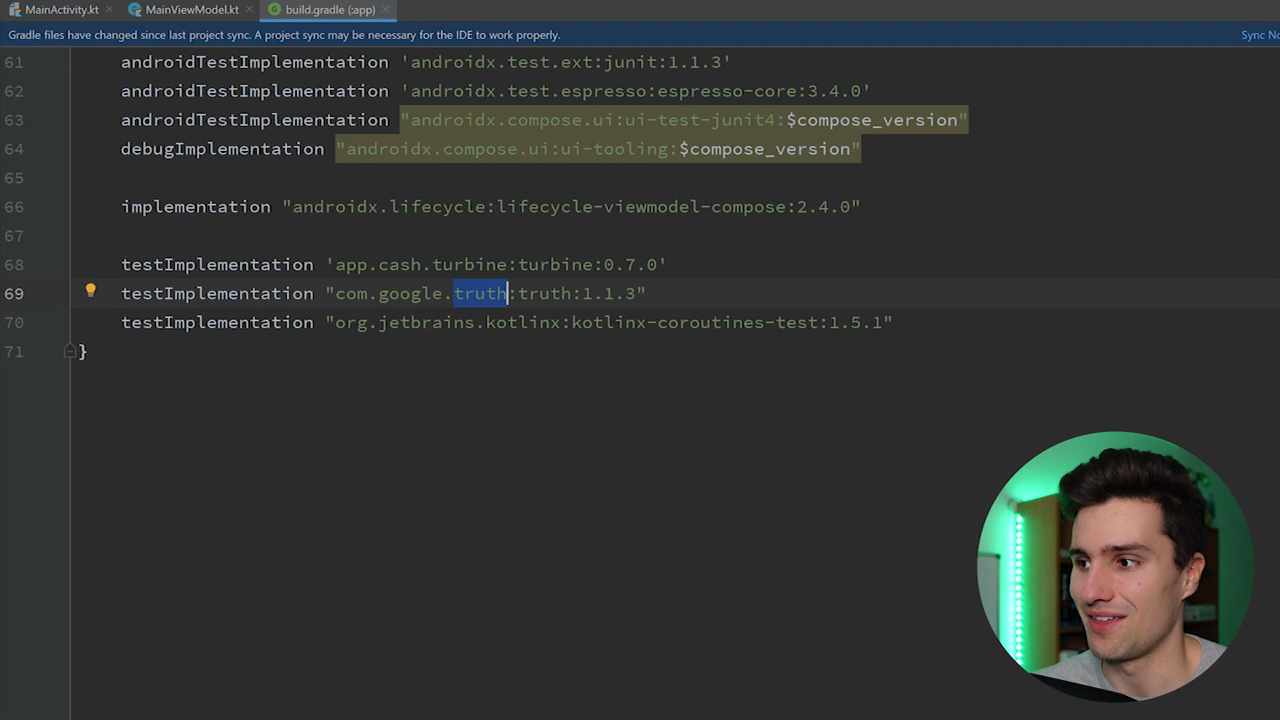 MainActivity.kt MainViewModel.kt build.gradle (:app)
Gradle files have changed since last project sync. A project sync may be necessary for the IDE to work properly. Sync
61 androidTestImplementation 'androidx.test.ext:junit:1.1.3'
62 androidTestImplementation 'androidx.test.espresso:espresso-core:3.4.0'
63 androidTestImplementation "androidx.compose.ui:ui-test-junit4:$compose_version"
64 debugImplementation "androidx.compose.ui:ui-tooling:$compose_version"
65
66 implementation "androidx.lifecycle:lifecycle-viewmodel-compose:2.4.0"
67
68 testImplementation 'app.cash.turbine:turbine:0.7.0'
69 testImplementation "com.google.truth:truth:1.1.3"
70 testImplementation "org.jetbrains.kotlinx:kotlinx-coroutines-test:1.5.1"
71 }